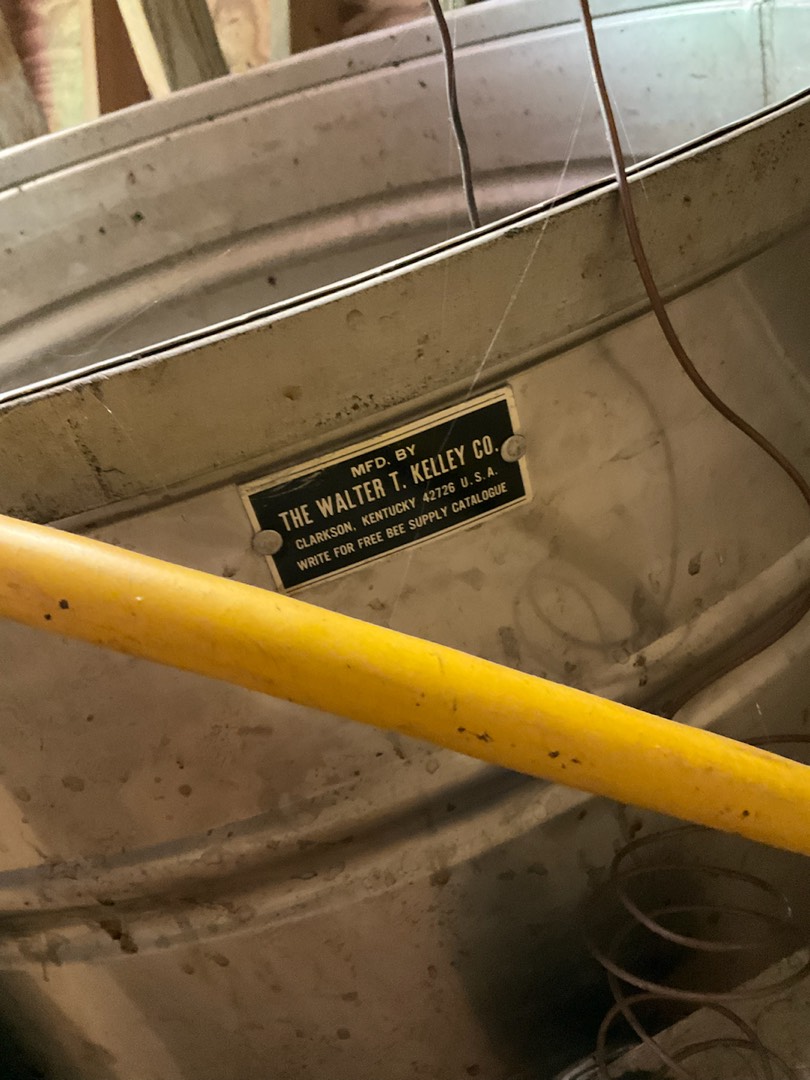 MFD. BY
THE WALTER T. KELLEY CO.
CLARKSON, KENTUCKY 42726 U.S.A.
WRITE FOR FREE BEE SUPPLY CATALOGUE